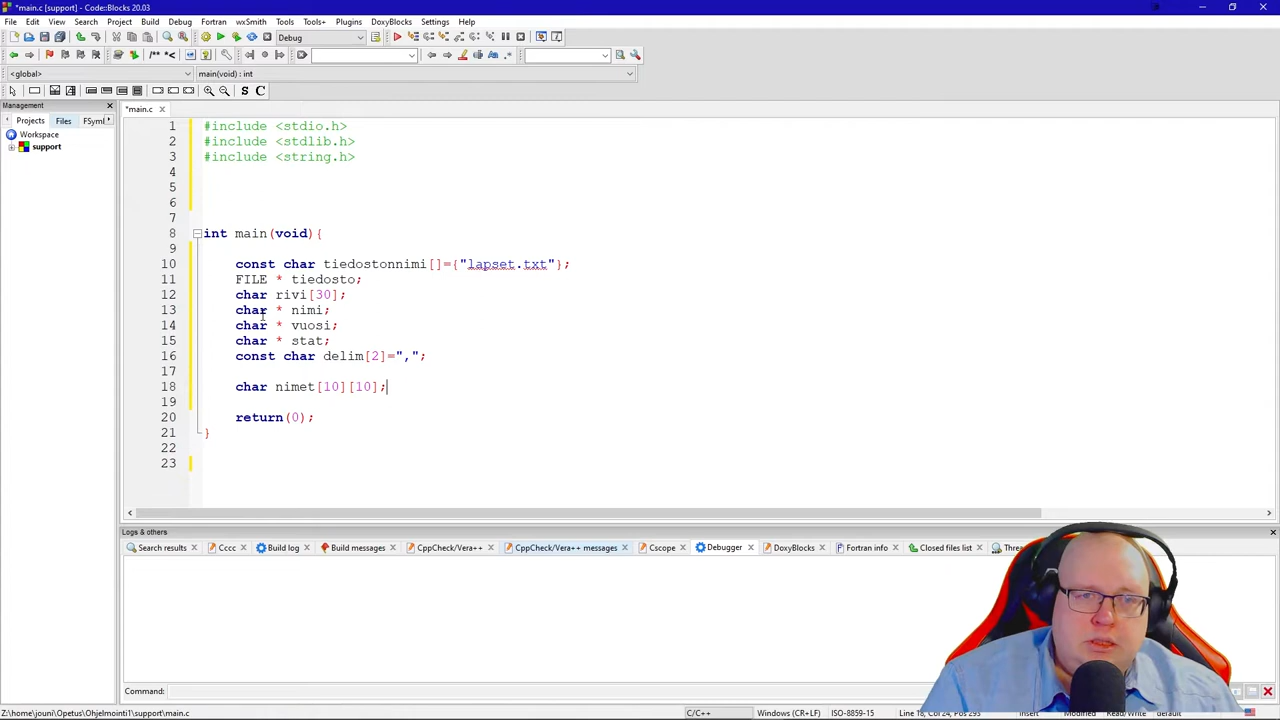 *main.c [support] - Code::Blocks 20.03
File Edit View Search Project Build Debug Fortran wxSmith Tools Tools+ Plugins DoxyBlocks Settings Help
Debug
/** *<
<global> main(void) : int
S C
Management
Projects Files FSym
Workspace
support
*main.c
1 #include <stdio.h>
2 #include <stdlib.h>
3 #include <string.h>
4
5
6
7
8 int main(void){
9
10 const char tiedostonnimi[]={"lapset.txt"};
11 FILE * tiedosto;
12 char rivi[30];
13 char * nimi;
14 char * vuosi;
15 char * stat;
16 const char delim[2]=",";
17
18 char nimet[10][10];
19
20 return(0);
21 }
22
23
Logs & others
Search results Cccc Build log Build messages CppCheck/Vera++ CppCheck/Vera++ messages Cscope Debugger DoxyBlocks Fortran info Closed files list Threa
Command:
Z:\home\jouni\Opetus\Ohjelmointi1\support\main.c C/C++ Windows (CR+LF) ISO-8859-15 Line 18, Col 24, Pos 293 Insert Modified Read/Write default